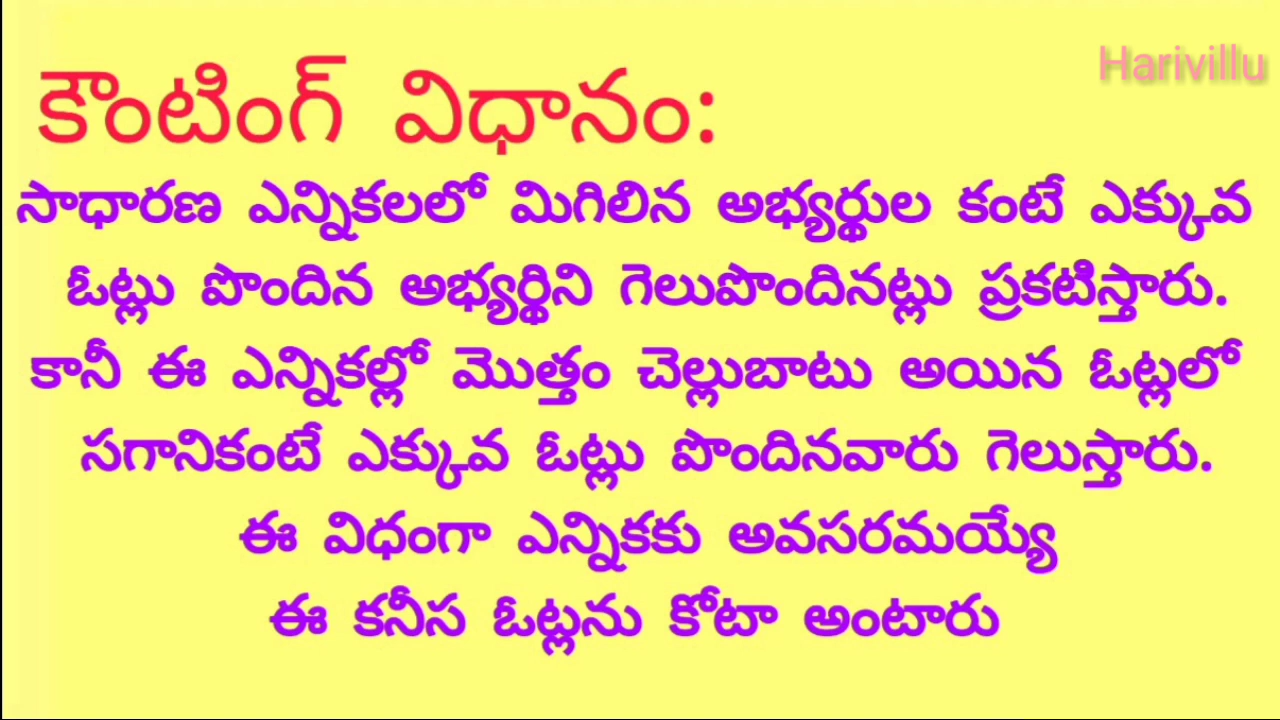 Harivillu
కౌంటింగ్ విధానం:
సాధారణ ఎన్నికలలో మిగిలిన అభ్యర్థుల కంటే ఎక్కువ
ఓట్లు పొందిన అభ్యర్థిని గెలుపొందినట్లు ప్రకటిస్తారు.
కానీ ఈ ఎన్నికల్లో మొత్తం చెల్లుబాటు అయిన ఓట్లలో
సగానికంటే ఎక్కువ ఓట్లు పొందినవారు గెలుస్తారు.
ఈ విధంగా ఎన్నికకు అవసరమయ్యే
ఈ కనీస ఓట్లను కోటా అంటారు